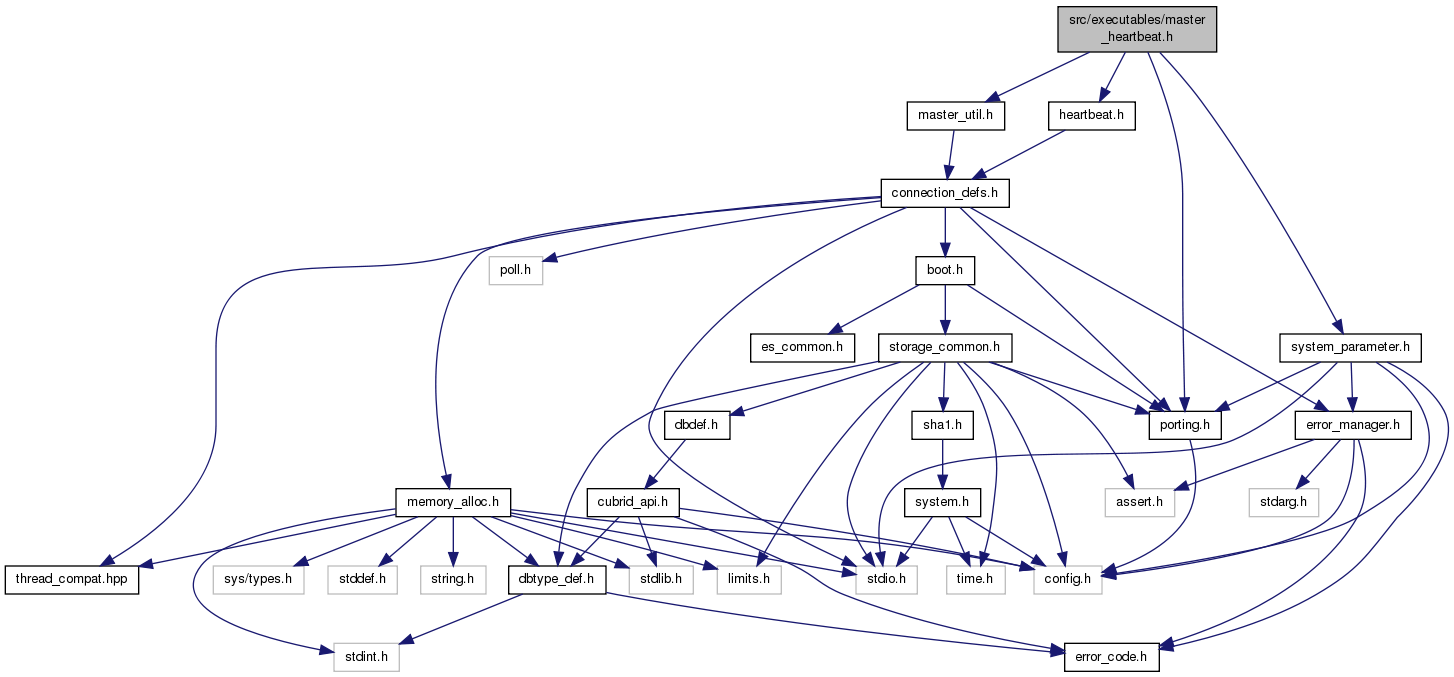 src/executables/master
_heartbeat.h
master_util.h
heartbeat.h
connection_defs.h
poll.h
boot.h
es_common.h
storage_common.h
system_parameter.h
dbdef.h
sha1.h
porting.h
error_manager.h
memory_alloc.h
cubrid_api.h
system.h
assert.h
stdarg.h
thread_compat.hpp
sys/types.h
stddef.h
string.h
dbtype_def.h
stdlib.h
limits.h
stdio.h
time.h
config.h
stdint.h
error_code.h